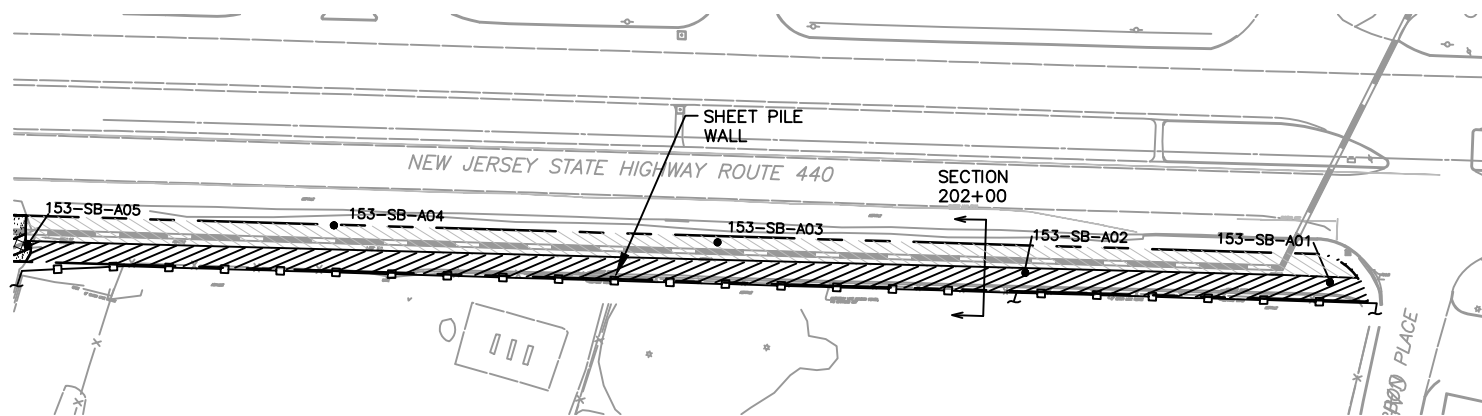 SHEET PILE
WALL
NEW JERSEY STATE HIGHWAY ROUTE 440
SECTION
202+00
153-SB-A05
153-SB-A04
153-SB-A03
153-SB-A02
153-SB-A01
PLACE